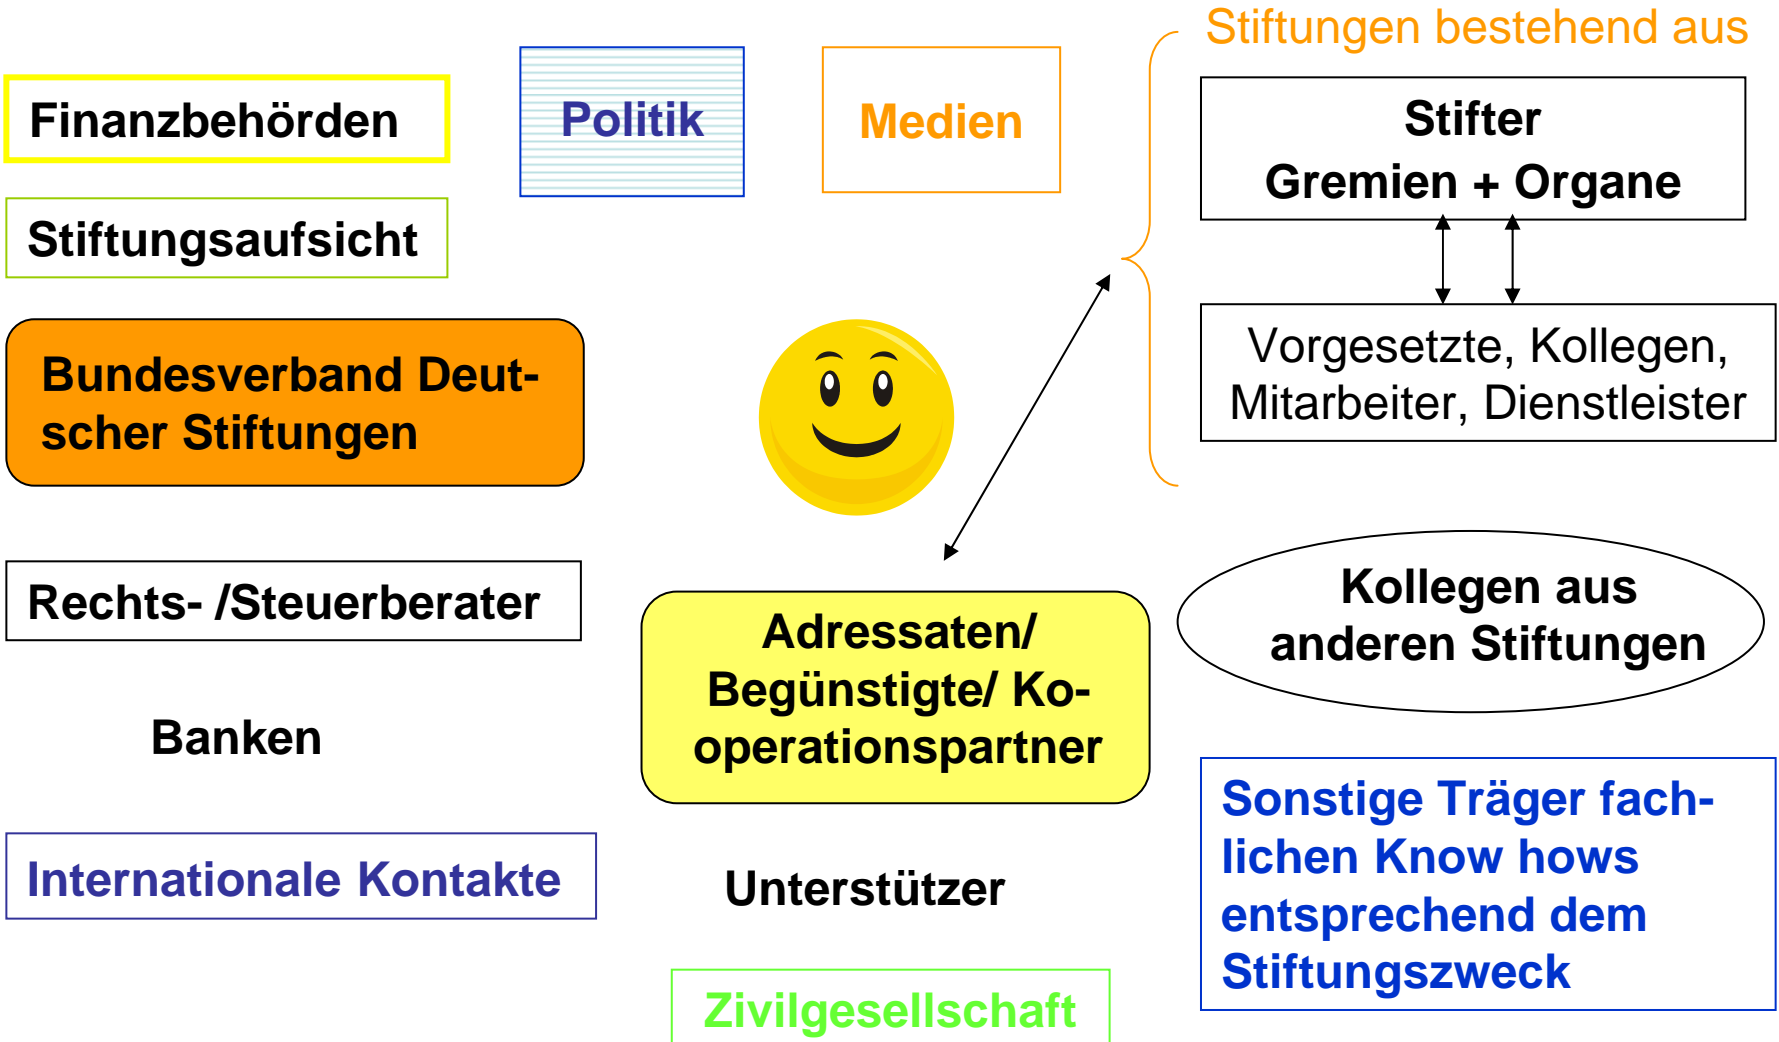 Stiftungen bestehend aus
Finanzbehörden
Politik
Medien
Stifter
Gremien + Organe
Stiftungsaufsicht
Bundesverband Deut-
scher Stiftungen
Vorgesetzte, Kollegen,
Mitarbeiter, Dienstleister
Rechts- /Steuerberater
Adressaten/
Begünstigte/ Ko-
operationspartner
Kollegen aus
anderen Stiftungen
Banken
Sonstige Träger fach-
lichen Know hows
entsprechend dem
Stiftungszweck
Internationale Kontakte
Unterstützer
Zivilgesellschaft